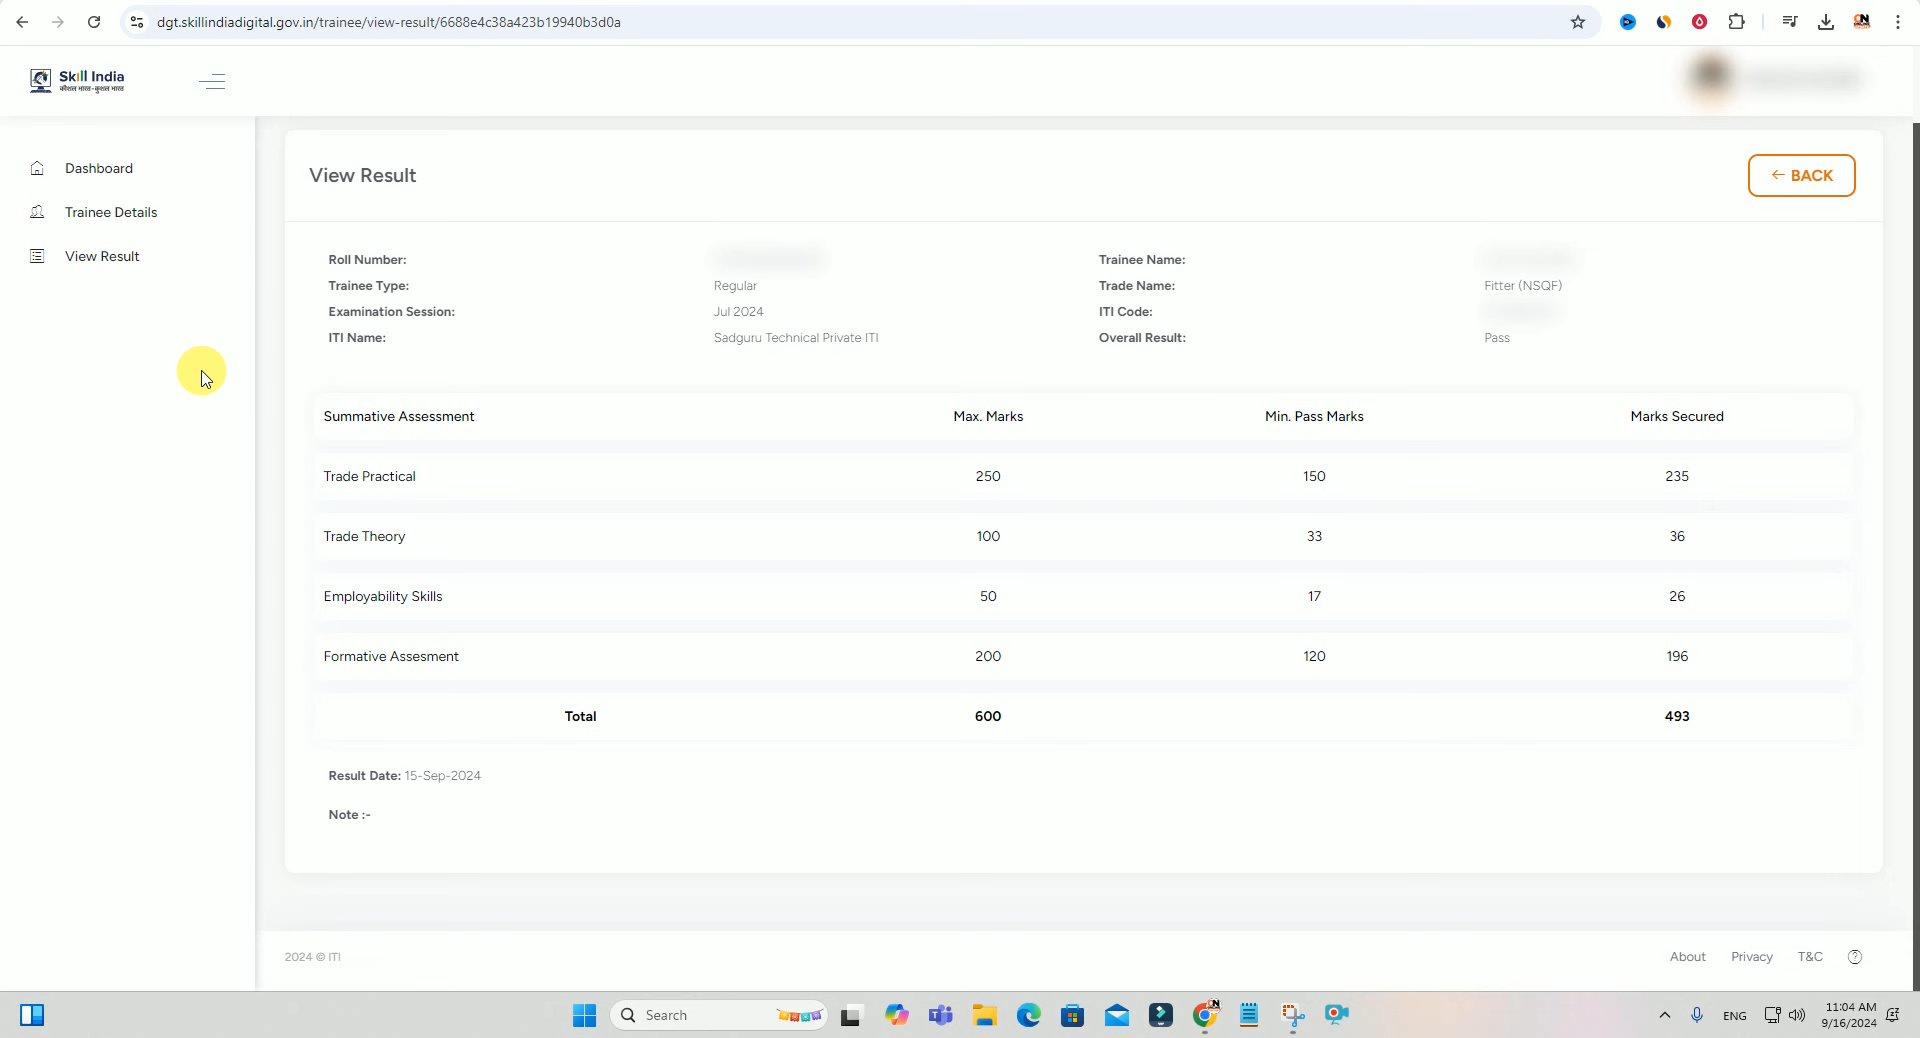 dgt.skillindiadigital.gov.in/trainee/view-result/6688e4c38a423b19940b3d0a
Skill India
कौशल भारत-कुशल भारत
Dashboard
Trainee Details
View Result
View Result
← BACK
Roll Number:
Trainee Name:
Trainee Type: Regular
Trade Name: Fitter (NSQF)
Examination Session: Jul 2024
ITI Code:
ITI Name: Sadguru Technical Private ITI
Overall Result: Pass
Summative Assessment Max. Marks Min. Pass Marks Marks Secured
Trade Practical 250 150 235
Trade Theory 100 33 36
Employability Skills 50 17 26
Formative Assesment 200 120 196
Total 600 493
Result Date: 15-Sep-2024
Note :-
2024 © ITI
About Privacy T&C ?
Search
ENG
11:04 AM
9/16/2024